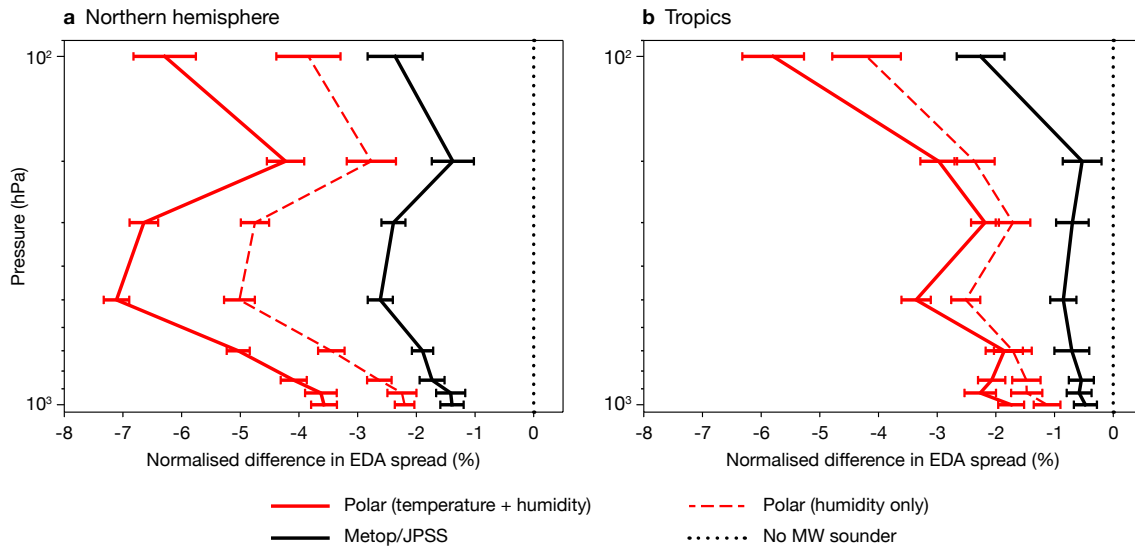 a Northern hemisphere
b Tropics
10²
10³
Pressure (hPa)
-8 -7 -6 -5 -4 -3 -2 -1 0
Normalised difference in EDA spread (%)
10²
10³
-8 -7 -6 -5 -4 -3 -2 -1 0
Normalised difference in EDA spread (%)
Polar (temperature + humidity)
Polar (humidity only)
Metop/JPSS
No MW sounder